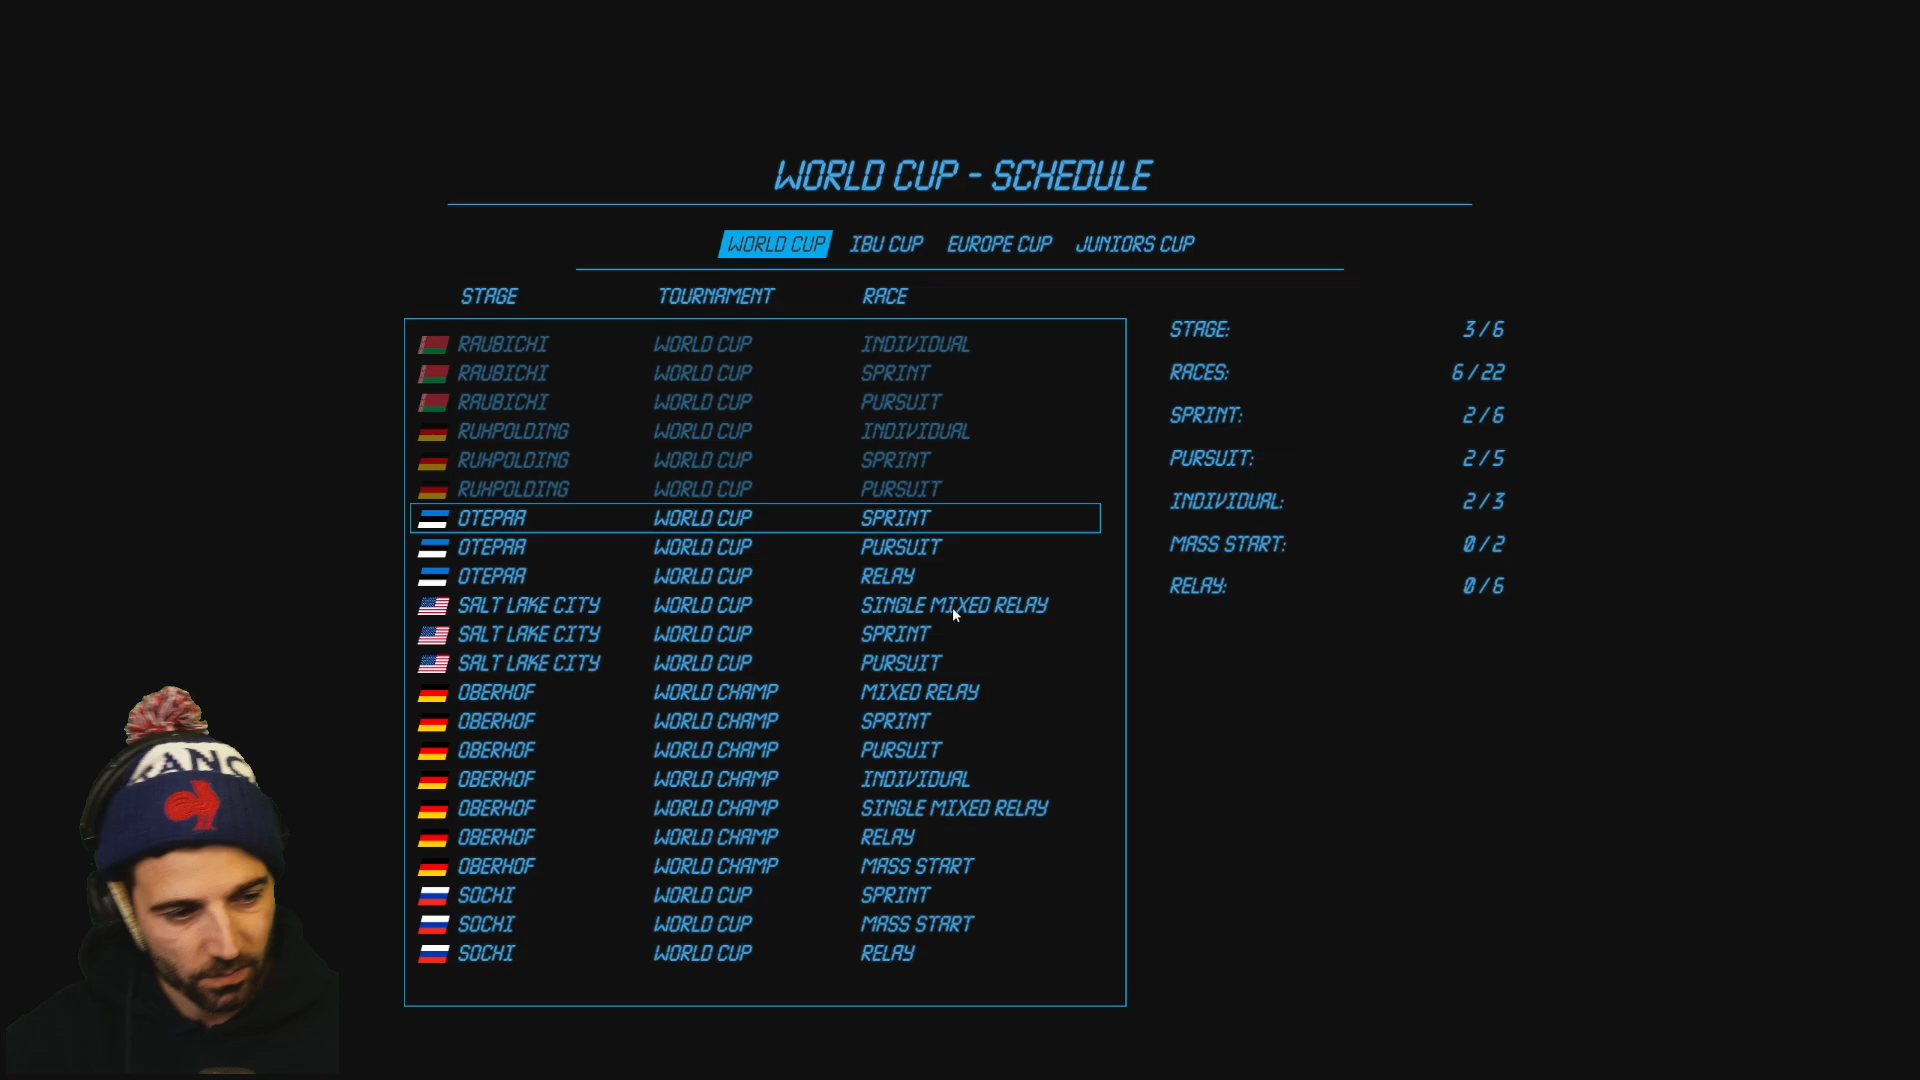 WORLD CUP - SCHEDULE
WORLD CUP IBU CUP EUROPE CUP JUNIORS CUP
STAGE TOURNAMENT RACE
RAUBICHI WORLD CUP INDIVIDUAL
RAUBICHI WORLD CUP SPRINT
RAUBICHI WORLD CUP PURSUIT
RUHPOLDING WORLD CUP INDIVIDUAL
RUHPOLDING WORLD CUP SPRINT
RUHPOLDING WORLD CUP PURSUIT
OTEPAA WORLD CUP SPRINT
OTEPAA WORLD CUP PURSUIT
OTEPAA WORLD CUP RELAY
SALT LAKE CITY WORLD CUP SINGLE MIXED RELAY
SALT LAKE CITY WORLD CUP SPRINT
SALT LAKE CITY WORLD CUP PURSUIT
OBERHOF WORLD CHAMP MIXED RELAY
OBERHOF WORLD CHAMP SPRINT
OBERHOF WORLD CHAMP PURSUIT
OBERHOF WORLD CHAMP INDIVIDUAL
OBERHOF WORLD CHAMP SINGLE MIXED RELAY
OBERHOF WORLD CHAMP RELAY
OBERHOF WORLD CHAMP MASS START
SOCHI WORLD CUP SPRINT
SOCHI WORLD CUP MASS START
SOCHI WORLD CUP RELAY
STAGE: 3 / 6
RACES: 6 / 22
SPRINT: 2 / 6
PURSUIT: 2 / 5
INDIVIDUAL: 2 / 3
MASS START: 0 / 2
RELAY: 0 / 6